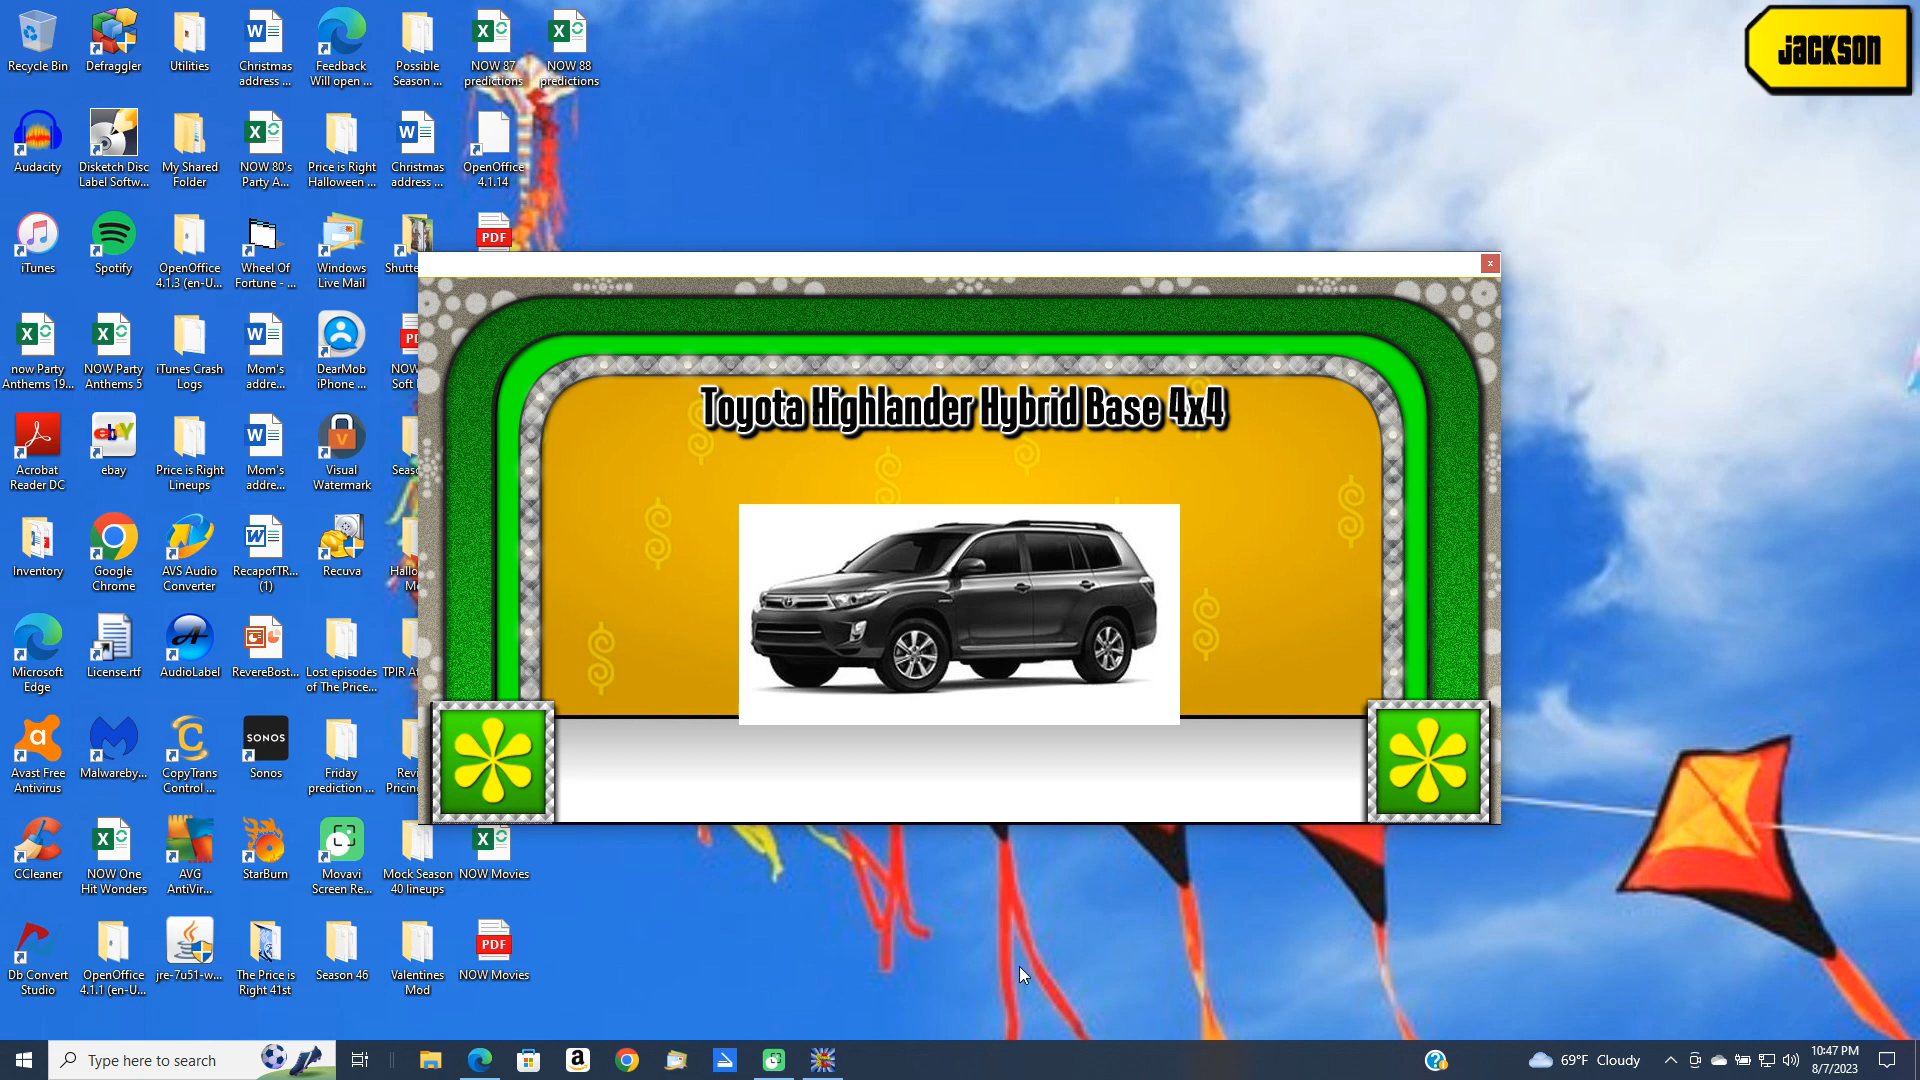 Recycle Bin
Defraggler
Utilities
Christmas
address ...
Feedback
Will open ...
Possible
Season ...
NOW 87
predictions
NOW 88
predictions
JACKSON
Audacity
Disketch Disc
Label Softw...
My Shared
Folder
NOW 80's
Party A...
Price is Right
Halloween ...
Christmas
address ...
OpenOffice
4.1.14
iTunes
Spotify
OpenOffice
4.1.3 (en-U...
Wheel Of
Fortune - ...
Windows
Live Mail
Shutte
PDF
x
now Party
Anthems 19...
NOW Party
Anthems 5
iTunes Crash
Logs
Mom's
addre...
DearMob
iPhone ...
NOW
Soft
Toyota Highlander Hybrid Base 4x4
Acrobat
Reader DC
ebay
ebay
Price is Right
Lineups
Mom's
addre...
Visual
Watermark
Seaso
Inventory
Google
Chrome
AVS Audio
Converter
RecapofTR...
(1)
Recuva
Hallo
Mo
Microsoft
Edge
License.rtf
AudioLabel
RevereBost...
Lost episodes
of The Price...
TPIR At
Avast Free
Antivirus
Malwareby...
CopyTrans
Control ...
SONOS
Sonos
Friday
prediction ...
Revi
Pricin
CCleaner
NOW One
Hit Wonders
AVG
AntiVir...
StarBurn
Movavi
Screen Re...
Mock Season
40 lineups
NOW Movies
Db Convert
Studio
OpenOffice
4.1.1 (en-U...
jre-7u51-w...
The Price is
Right 41st
Season 46
Valentines
Mod
PDF
NOW Movies
Type here to search
69°F Cloudy
10:47 PM
8/7/2023